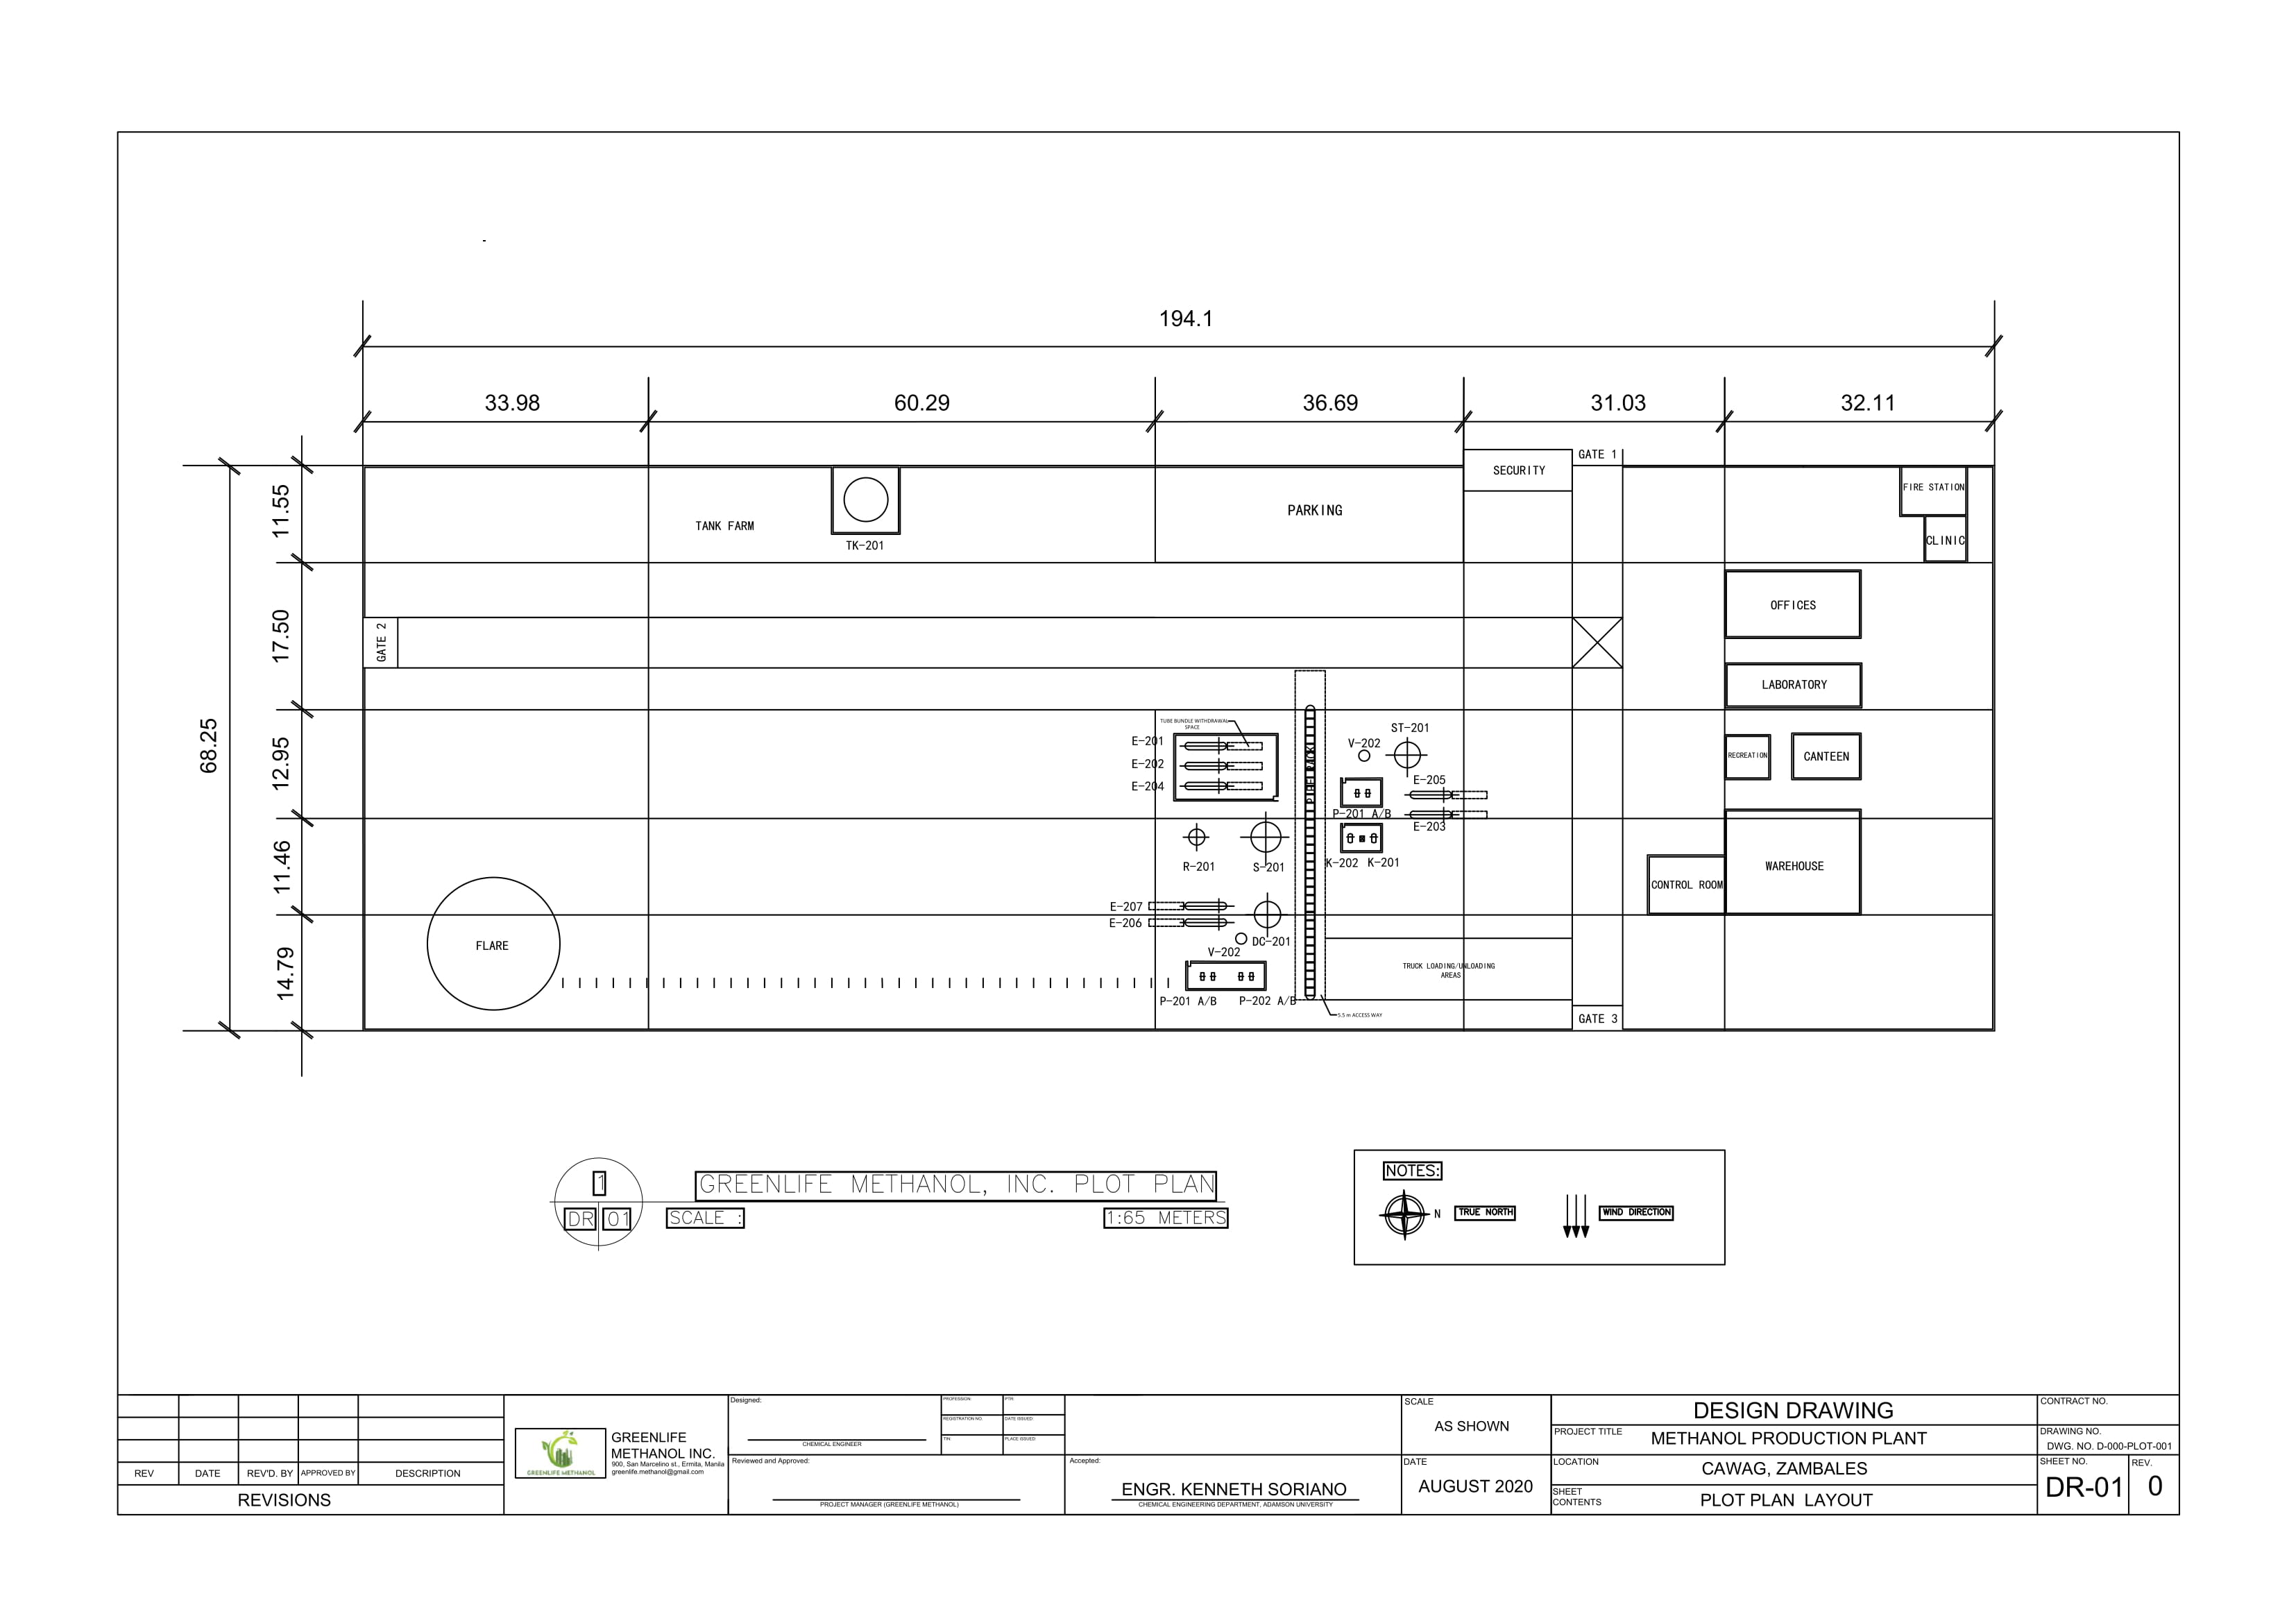 194.1
33.98
60.29
36.69
31.03
32.11
68.25
11.55
17.50
12.95
11.46
14.79
GATE 1
SECURITY
FIRE STATION
CLINIC
PARKING
TANK FARM
TK-201
GATE 2
OFFICES
LABORATORY
TUBE BUNDLE WITHDRAWAL
SPACE
E-201
E-202
E-204
PIPE RACK
ST-201
V-202
E-205
P-201 A/B
E-203
RECREATION
CANTEEN
R-201
S-201
K-202 K-201
WAREHOUSE
CONTROL ROOM
E-207
E-206
DC-201
V-202
FLARE
TRUCK LOADING/UNLOADING
AREAS
P-201 A/B
P-202 A/B
5.5 m ACCESS WAY
GATE 3
1
DR 01
GREENLIFE METHANOL, INC. PLOT PLAN
SCALE :
1:65 METERS
NOTES:
N
TRUE NORTH
WIND DIRECTION
REV
DATE
REV'D. BY
APPROVED BY
DESCRIPTION
REVISIONS
GREENLIFE METHANOL
GREENLIFE
METHANOL INC.
900, San Marcelino st., Ermita, Manila
greenlife.methanol@gmail.com
Designed:
CHEMICAL ENGINEER
PROFESSION:
PTR:
REGISTRATION NO:
DATE ISSUED:
TIN:
PLACE ISSUED:
Reviewed and Approved:
PROJECT MANAGER (GREENLIFE METHANOL)
Accepted:
ENGR. KENNETH SORIANO
CHEMICAL ENGINEERING DEPARTMENT, ADAMSON UNIVERSITY
SCALE
AS SHOWN
DATE
AUGUST 2020
DESIGN DRAWING
PROJECT TITLE
METHANOL PRODUCTION PLANT
LOCATION
CAWAG, ZAMBALES
SHEET
CONTENTS
PLOT PLAN LAYOUT
CONTRACT NO.
DRAWING NO.
DWG. NO. D-000-PLOT-001
SHEET NO.
DR-01
REV.
0